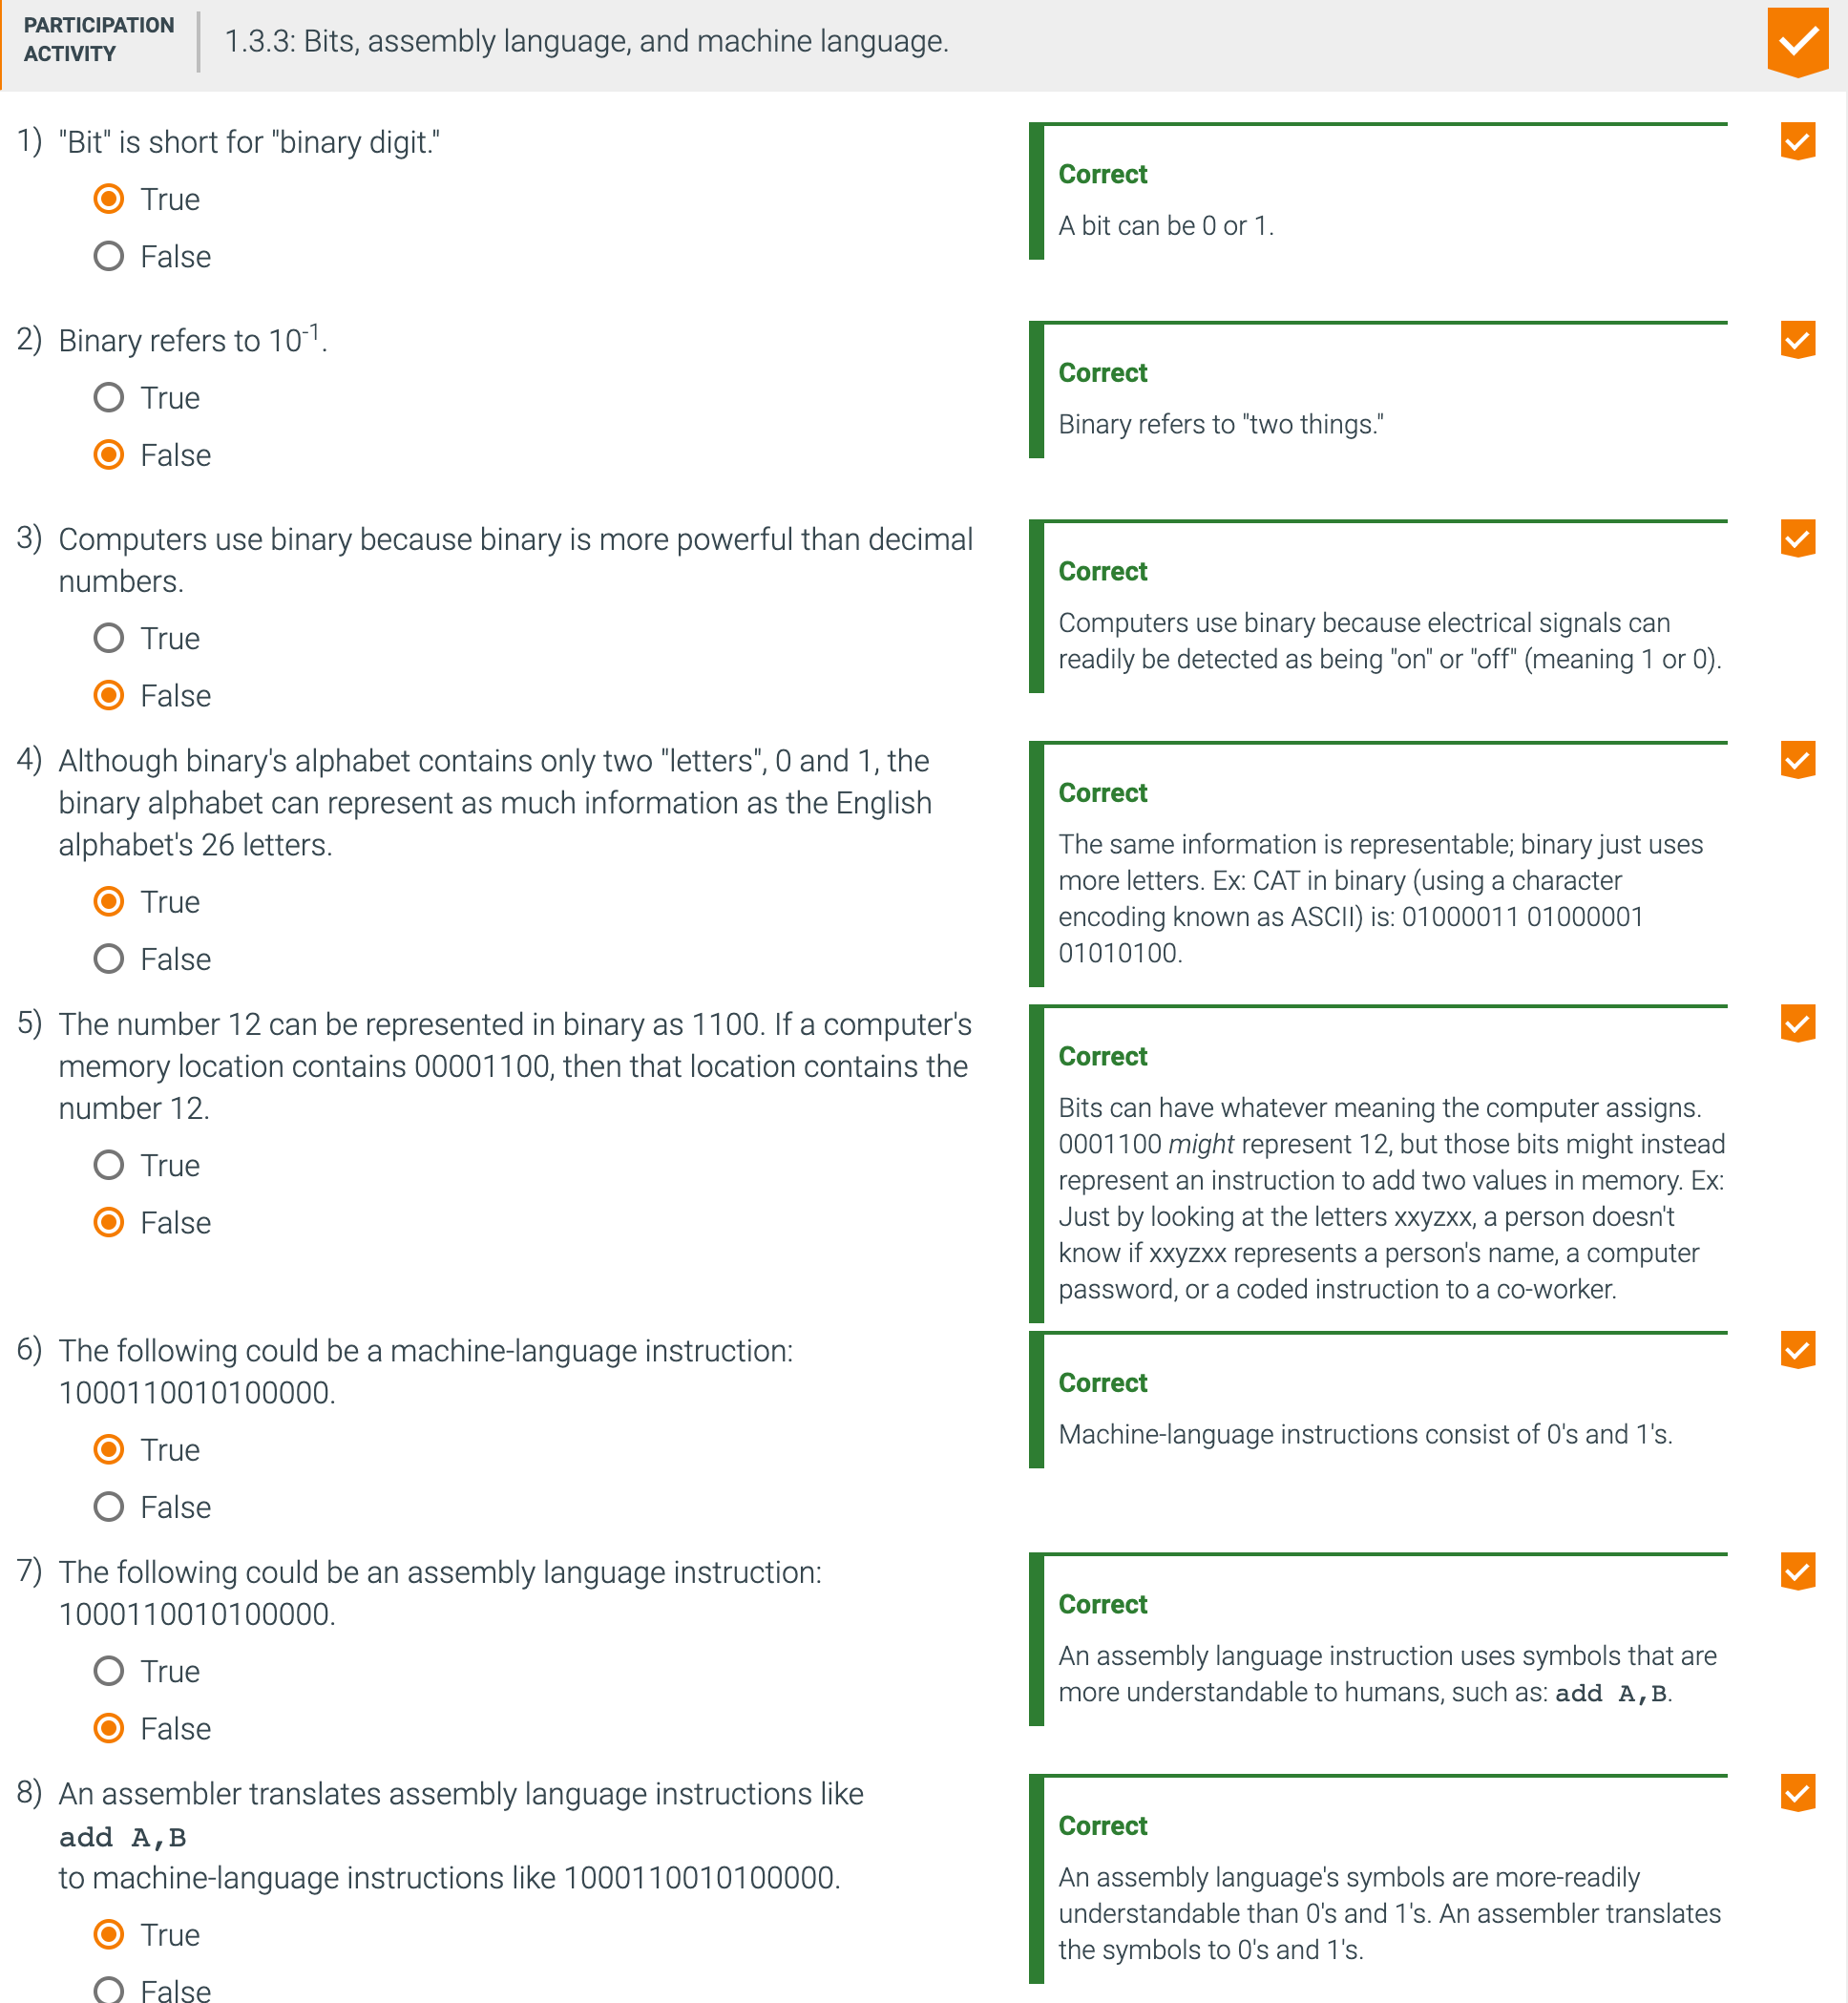 PARTICIPATION
ACTIVITY
1.3.3: Bits, assembly language, and machine language.
1) "Bit" is short for "binary digit."
True
False
Correct
A bit can be 0 or 1.
2) Binary refers to 10⁻¹.
True
False
Correct
Binary refers to "two things."
3) Computers use binary because binary is more powerful than decimal
numbers.
True
False
Correct
Computers use binary because electrical signals can
readily be detected as being "on" or "off" (meaning 1 or 0).
4) Although binary's alphabet contains only two "letters", 0 and 1, the
binary alphabet can represent as much information as the English
alphabet's 26 letters.
True
False
Correct
The same information is representable; binary just uses
more letters. Ex: CAT in binary (using a character
encoding known as ASCII) is: 01000011 01000001
01010100.
5) The number 12 can be represented in binary as 1100. If a computer's
memory location contains 00001100, then that location contains the
number 12.
True
False
Correct
Bits can have whatever meaning the computer assigns.
0001100 might represent 12, but those bits might instead
represent an instruction to add two values in memory. Ex:
Just by looking at the letters xxyzxx, a person doesn't
know if xxyzxx represents a person's name, a computer
password, or a coded instruction to a co-worker.
6) The following could be a machine-language instruction:
1000110010100000.
True
False
Correct
Machine-language instructions consist of 0's and 1's.
7) The following could be an assembly language instruction:
1000110010100000.
True
False
Correct
An assembly language instruction uses symbols that are
more understandable to humans, such as: add A,B.
8) An assembler translates assembly language instructions like
add A,B
to machine-language instructions like 1000110010100000.
True
False
Correct
An assembly language's symbols are more-readily
understandable than 0's and 1's. An assembler translates
the symbols to 0's and 1's.